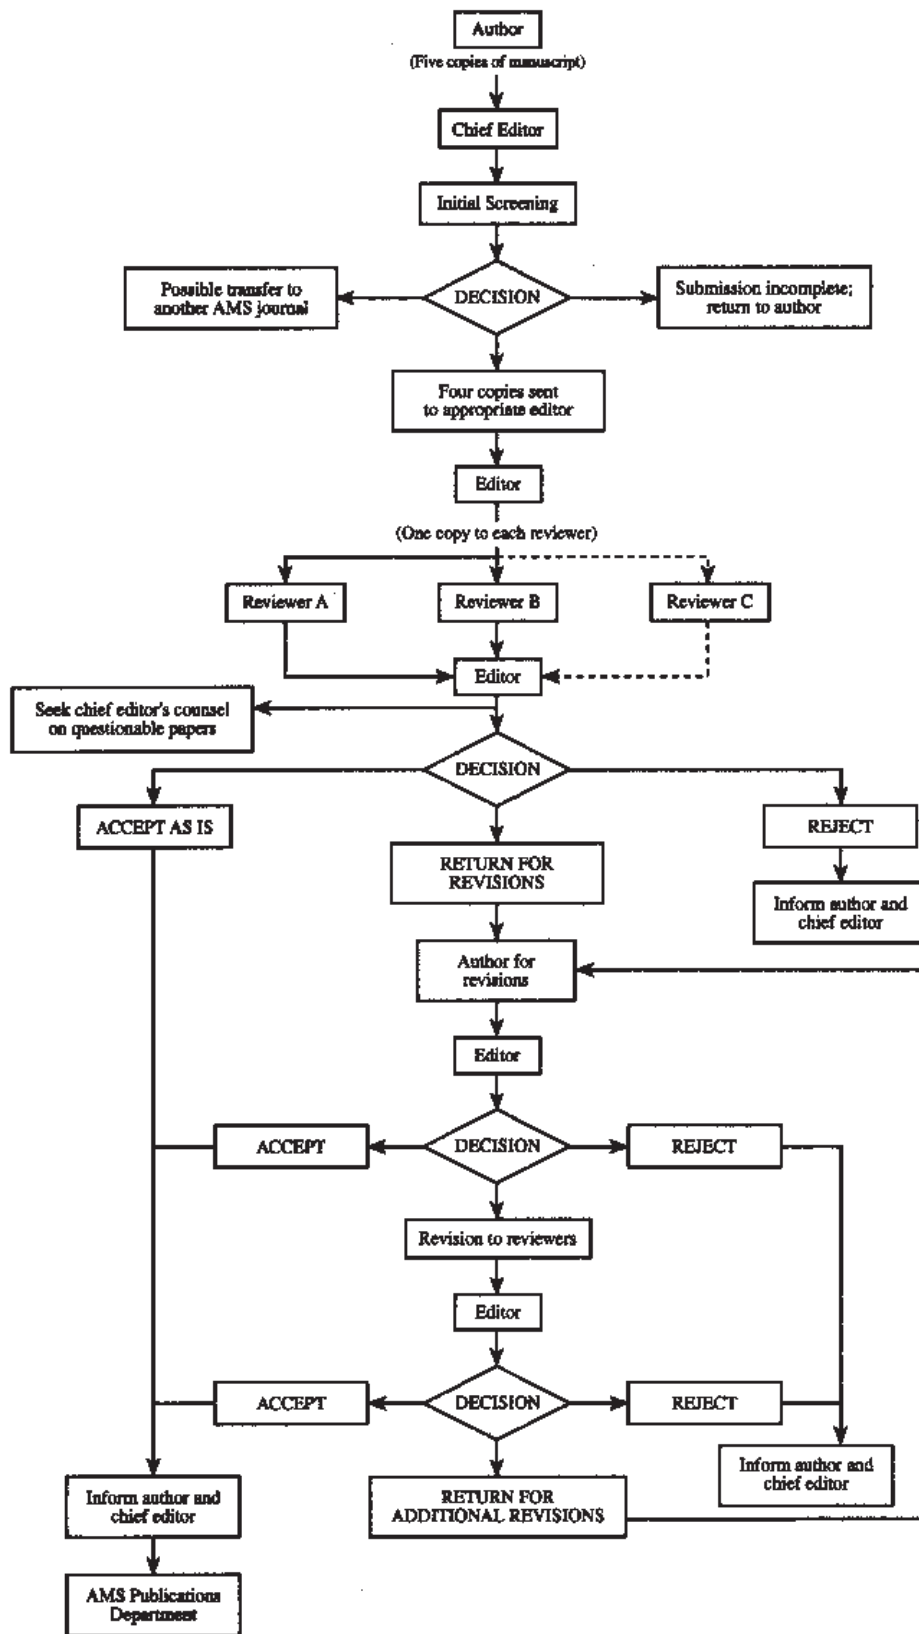 Author
(Five copies of manuscript)
Chief Editor
Initial Screening
Possible transfer to
another AMS journal
DECISION
Submission incomplete;
return to author
Four copies sent
to appropriate editor
Editor
(One copy to each reviewer)
Reviewer A
Reviewer B
Reviewer C
Editor
Seek chief editor's counsel
on questionable papers
DECISION
ACCEPT AS IS
REJECT
RETURN FOR
REVISIONS
Inform author and
chief editor
Author for
revisions
Editor
ACCEPT
DECISION
REJECT
Revision to reviewers
Editor
ACCEPT
DECISION
REJECT
Inform author and
chief editor
Inform author and
chief editor
RETURN FOR
ADDITIONAL REVISIONS
AMS Publications
Department